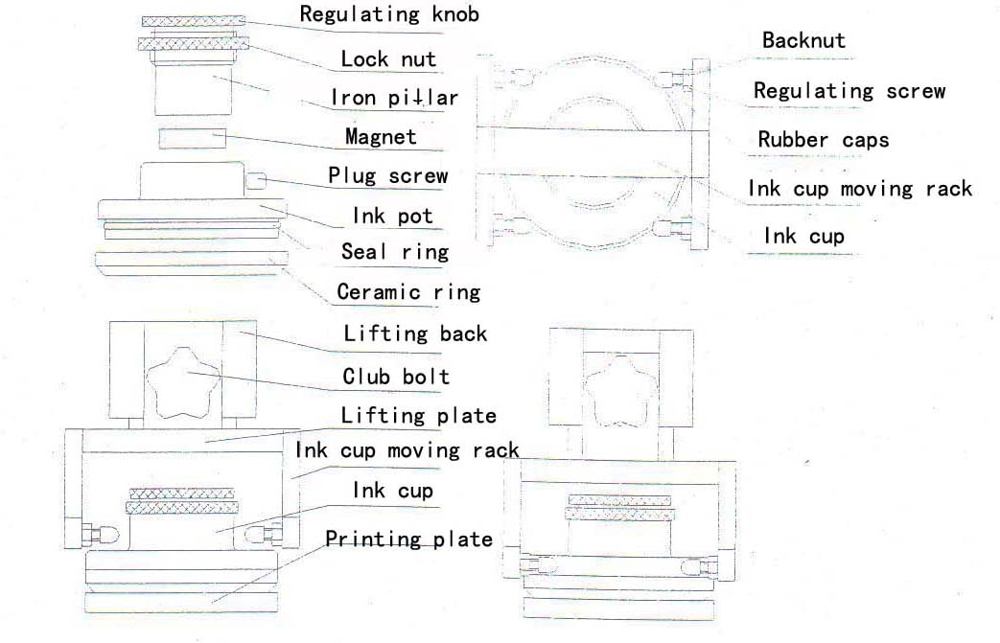 Regulating knob
Lock nut
Iron pillar
Magnet
Plug screw
Ink pot
Seal ring
Ceramic ring
Backnut
Regulating screw
Rubber caps
Ink cup moving rack
Ink cup
Lifting back
Club bolt
Lifting plate
Ink cup moving rack
Ink cup
Printing plate